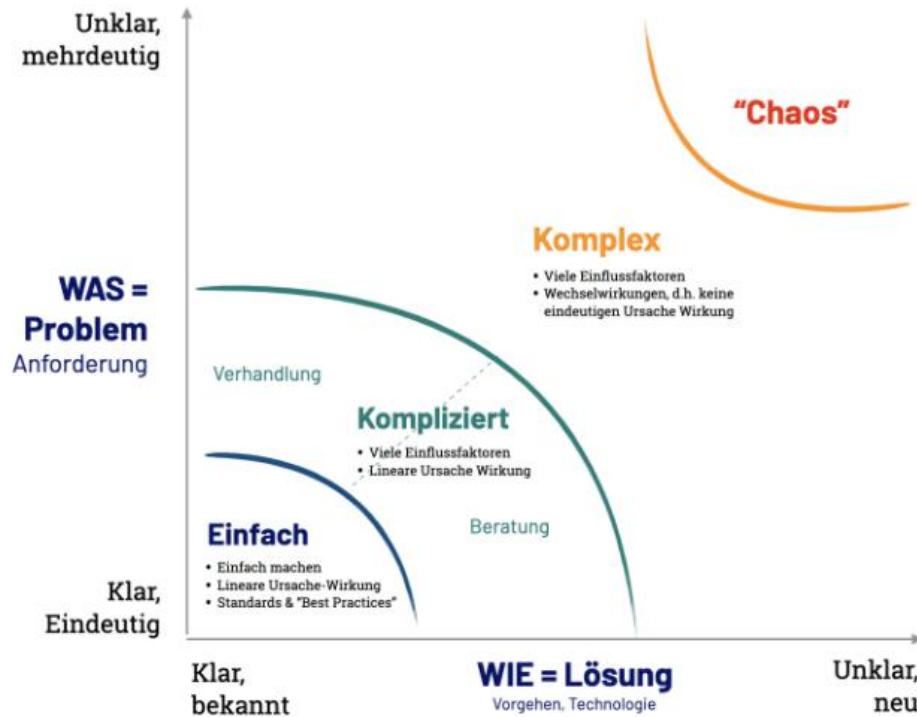 Unklar,
mehrdeutig
“Chaos”
Komplex
• Viele Einflussfaktoren
• Wechselwirkungen, d.h. keine
eindeutigen Ursache Wirkung
WAS =
Problem
Anforderung
Verhandlung
Kompliziert
• Viele Einflussfaktoren
• Lineare Ursache Wirkung
Beratung
Einfach
• Einfach machen
• Lineare Ursache-Wirkung
• Standards & “Best Practices”
Klar,
Eindeutig
Klar,
bekannt
WIE = Lösung
Vorgehen, Technologie
Unklar,
neu